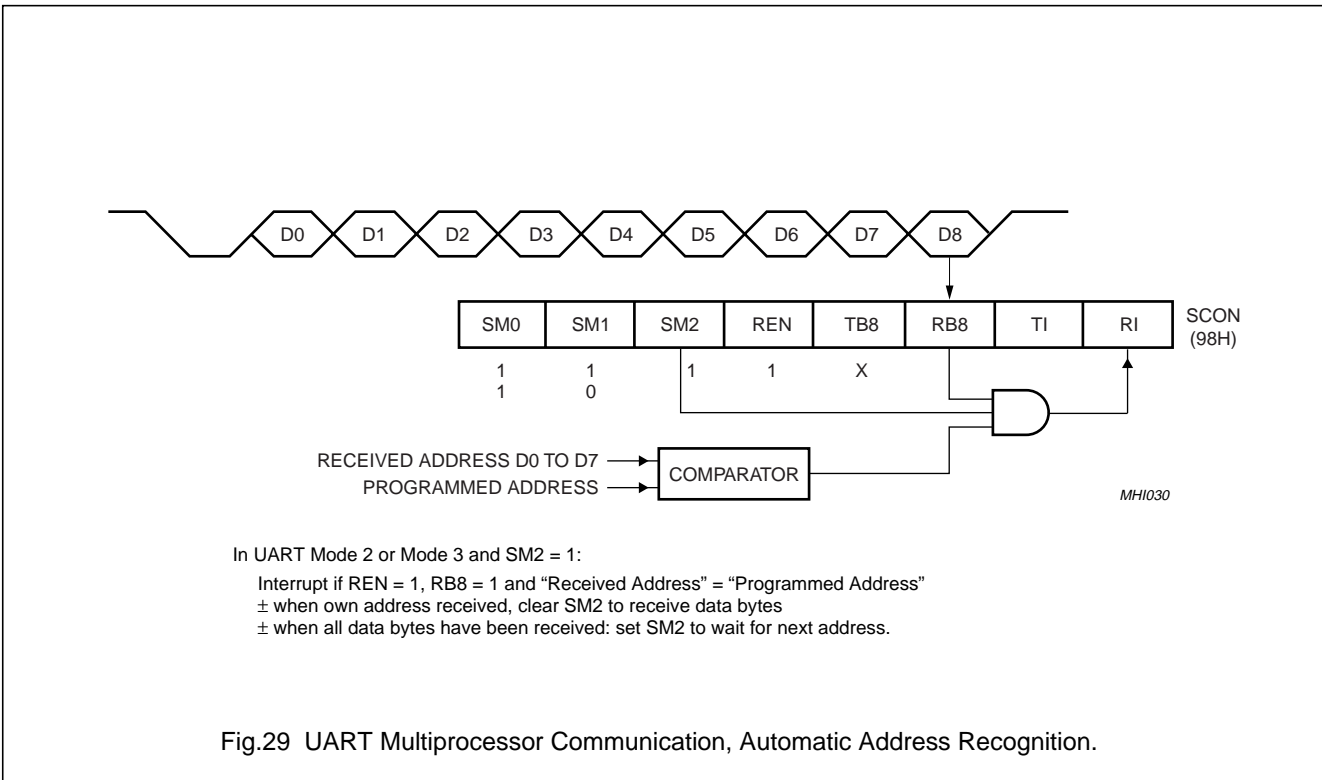 D0 D1 D2 D3 D4 D5 D6 D7 D8
SM0 SM1 SM2 REN TB8 RB8 TI RI SCON
(98H)
1 1 1 1 X
1 0
RECEIVED ADDRESS D0 TO D7
PROGRAMMED ADDRESS
COMPARATOR
MHI030
In UART Mode 2 or Mode 3 and SM2 = 1:
Interrupt if REN = 1, RB8 = 1 and “Received Address” = “Programmed Address”
± when own address received, clear SM2 to receive data bytes
± when all data bytes have been received: set SM2 to wait for next address.
Fig.29 UART Multiprocessor Communication, Automatic Address Recognition.